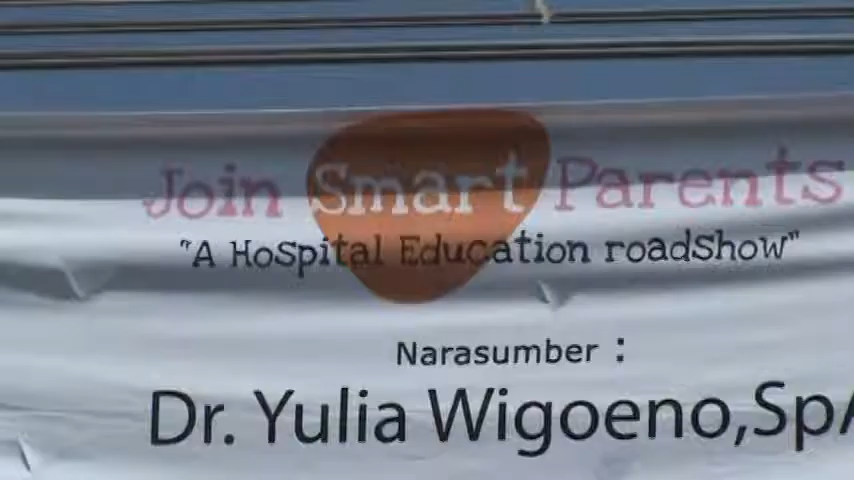 Join Smart Parents
"A HoSpital Education roadShow"
Narasumber :
Dr. Yulia Wigoeno,SpA